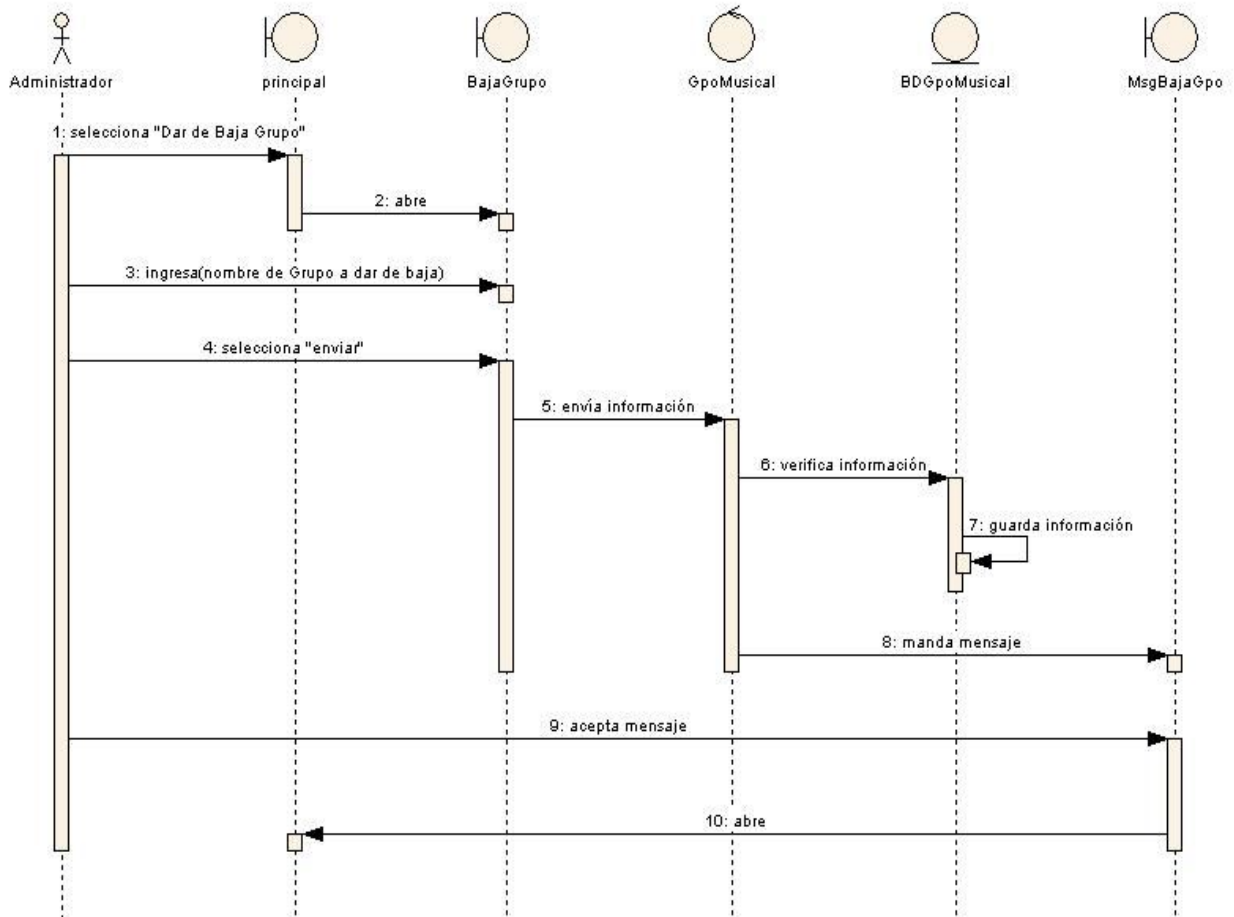 Administrador
principal
BajaGrupo
GpoMusical
BDGpoMusical
MsgBajaGpo
1: selecciona "Dar de Baja Grupo"
2: abre
3: ingresa(nombre de Grupo a dar de baja)
4: selecciona "enviar"
5: envía información
6: verifica información
7: guarda información
8: manda mensaje
9: acepta mensaje
10: abre